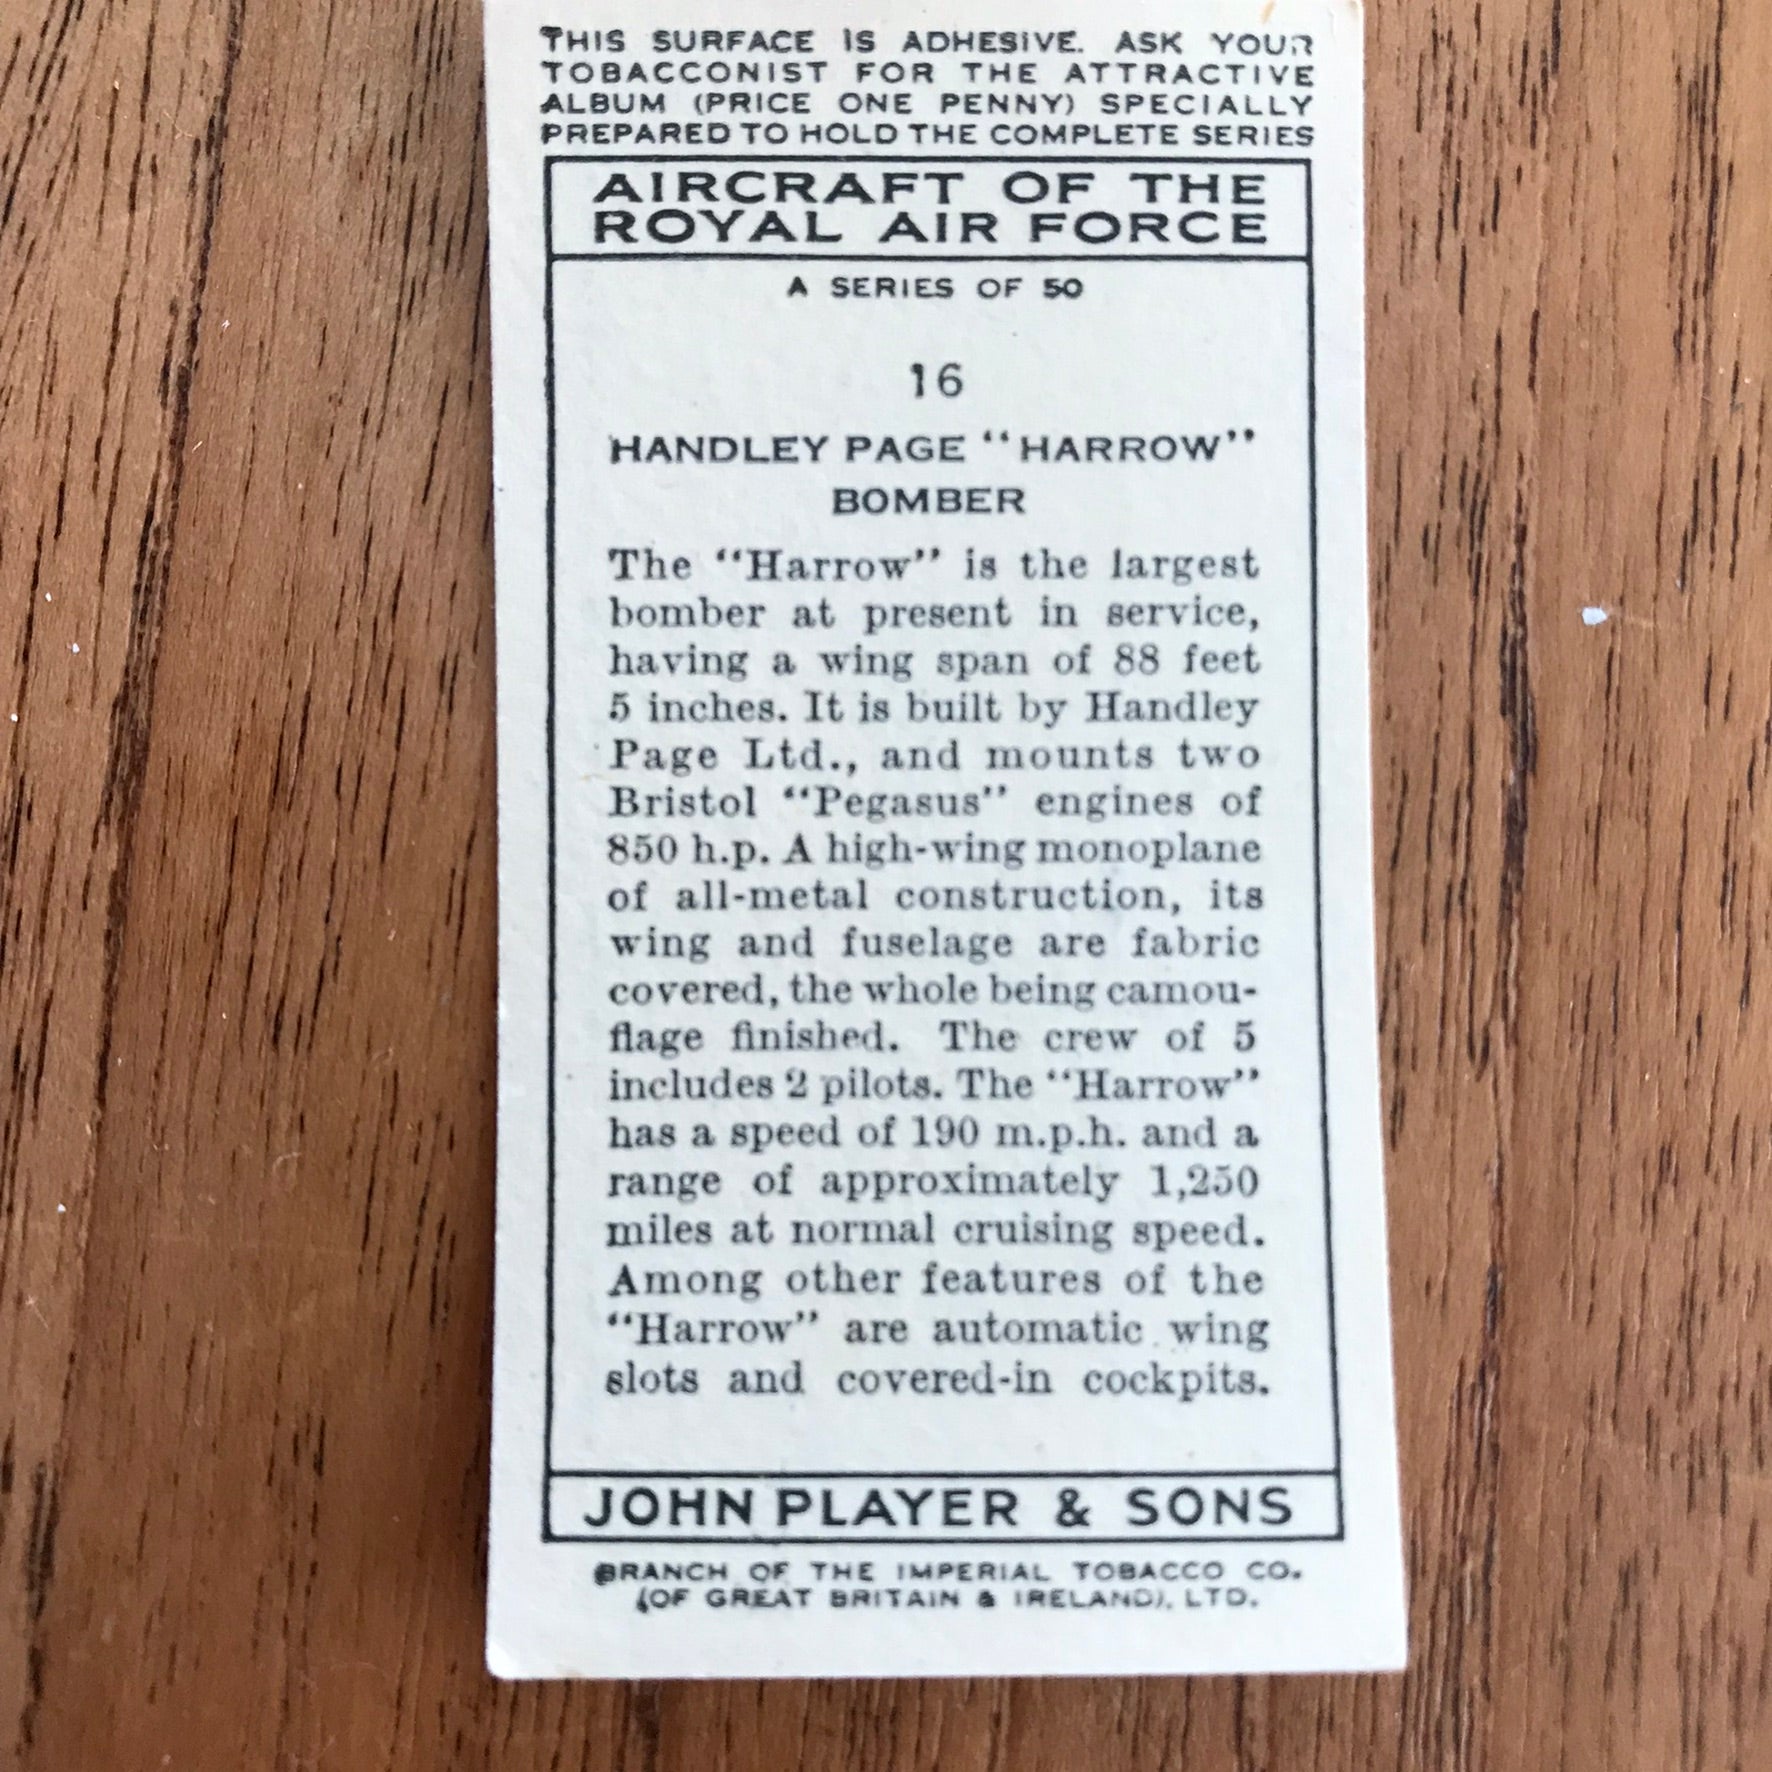 THIS SURFACE IS ADHESIVE. ASK YOUR
TOBACCONIST FOR THE ATTRACTIVE
ALBUM (PRICE ONE PENNY) SPECIALLY
PREPARED TO HOLD THE COMPLETE SERIES
AIRCRAFT OF THE
ROYAL AIR FORCE
A SERIES OF 50
16
HANDLEY PAGE "HARROW"
BOMBER
The "Harrow" is the largest
bomber at present in service,
having a wing span of 88 feet
5 inches. It is built by Handley
Page Ltd., and mounts two
Bristol "Pegasus" engines of
850 h.p. A high-wing monoplane
of all-metal construction, its
wing and fuselage are fabric
covered, the whole being camou-
flage finished. The crew of 5
includes 2 pilots. The "Harrow"
has a speed of 190 m.p.h. and a
range of approximately 1,250
miles at normal cruising speed.
Among other features of the
"Harrow" are automatic wing
slots and covered-in cockpits.
JOHN PLAYER & SONS
BRANCH OF THE IMPERIAL TOBACCO CO.
(OF GREAT BRITAIN & IRELAND), LTD.